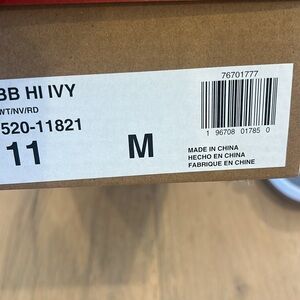 BB HI IVY
WT/NV/RD
520-11821
11 M
76701777
1 96708 01785 0
MADE IN CHINA
HECHO EN CHINA
FABRIQUE EN CHINE